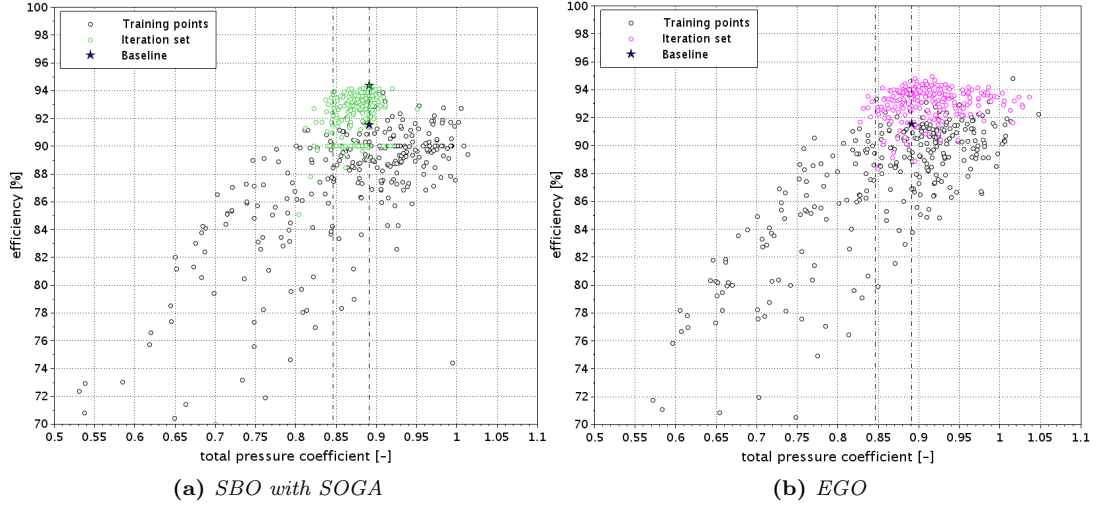 100
98
96
94
92
90
88
86
84
82
80
78
76
74
72
70
efficiency [%]
Training points
Iteration set
Baseline
0.5 0.55 0.6 0.65 0.7 0.75 0.8 0.85 0.9 0.95 1 1.05 1.1
total pressure coefficient [–]
(a) SBO with SOGA
100
98
96
94
92
90
88
86
84
82
80
78
76
74
72
70
efficiency [%]
Training points
Iteration set
Baseline
0.5 0.55 0.6 0.65 0.7 0.75 0.8 0.85 0.9 0.95 1 1.05 1.1
total pressure coefficient [–]
(b) EGO